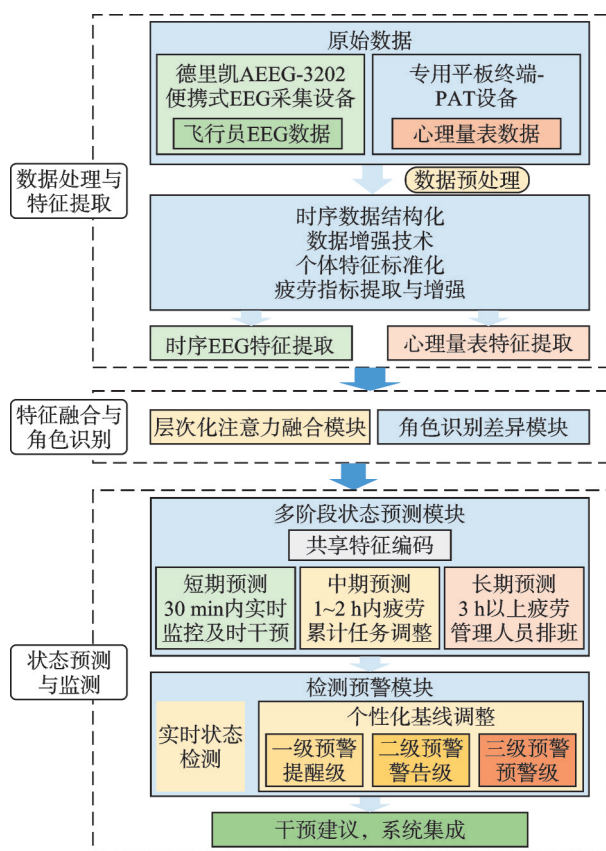 原始数据
德里凯AEEG-3202
便携式EEG采集设备
飞行员EEG数据
专用平板终端-
PAT设备
心理量表数据
数据处理与
特征提取
数据预处理
时序数据结构化
数据增强技术
个体特征标准化
疲劳指标提取与增强
时序EEG特征提取
心理量表特征提取
特征融合与
角色识别
层次化注意力融合模块
角色识别差异模块
多阶段状态预测模块
共享特征编码
短期预测
30 min内实时
监控及时干预
中期预测
1~2 h内疲劳
累计任务调整
长期预测
3 h以上疲劳
管理人员排班
状态预测
与监测
检测预警模块
实时状态
检测
个性化基线调整
一级预警
提醒级
二级预警
警告级
三级预警
预警级
干预建议，系统集成